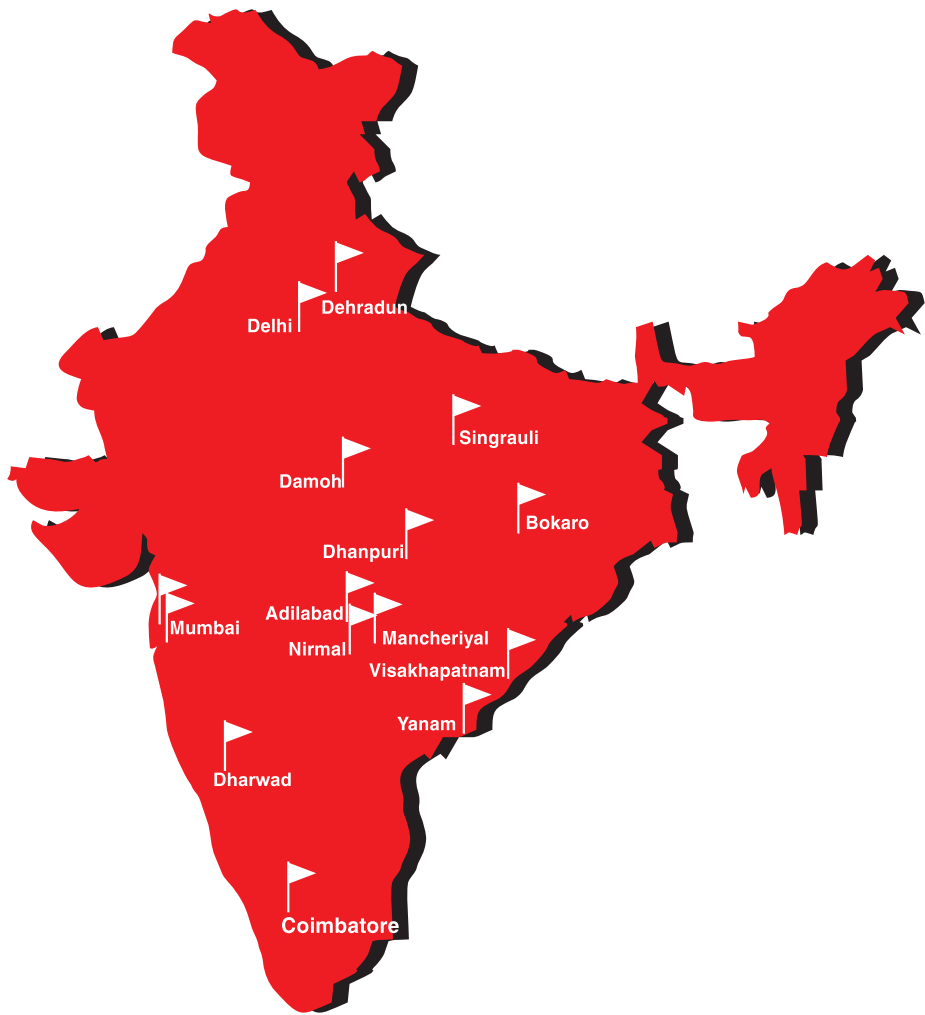 Dehradun
Delhi
Singrauli
Damoh
Bokaro
Dhanpuri
Adilabad
Mumbai
Mancheriyal
Nirmal
Visakhapatnam
Yanam
Dharwad
Coimbatore